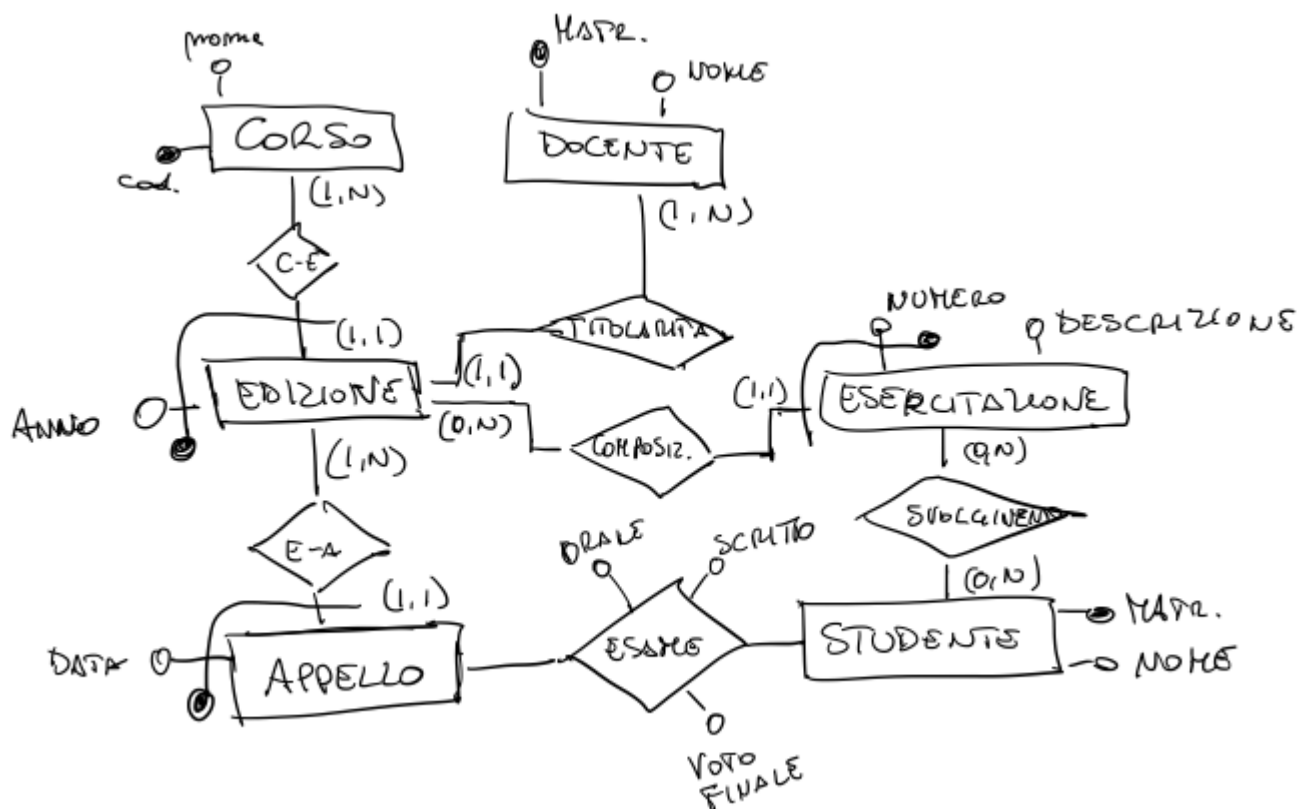 nome
MATR.
NOME
CORSO
DOCENTE
cod.
(1,N)
(1,N)
C-E
NUMERO
DESCRIZIONE
TITOLARITÀ
(1,1)
(1,1)
(1,1)
EDIZIONE
ESERCITAZIONE
ANNO
(0,N)
COMPOSIZ.
(1,N)
(0,N)
ORALE
SCRITTO
SVOLGIMENTO
E-A
(1,1)
(0,N)
MATR.
ESAME
STUDENTE
DATA
APPELLO
NOME
VOTO
FINALE